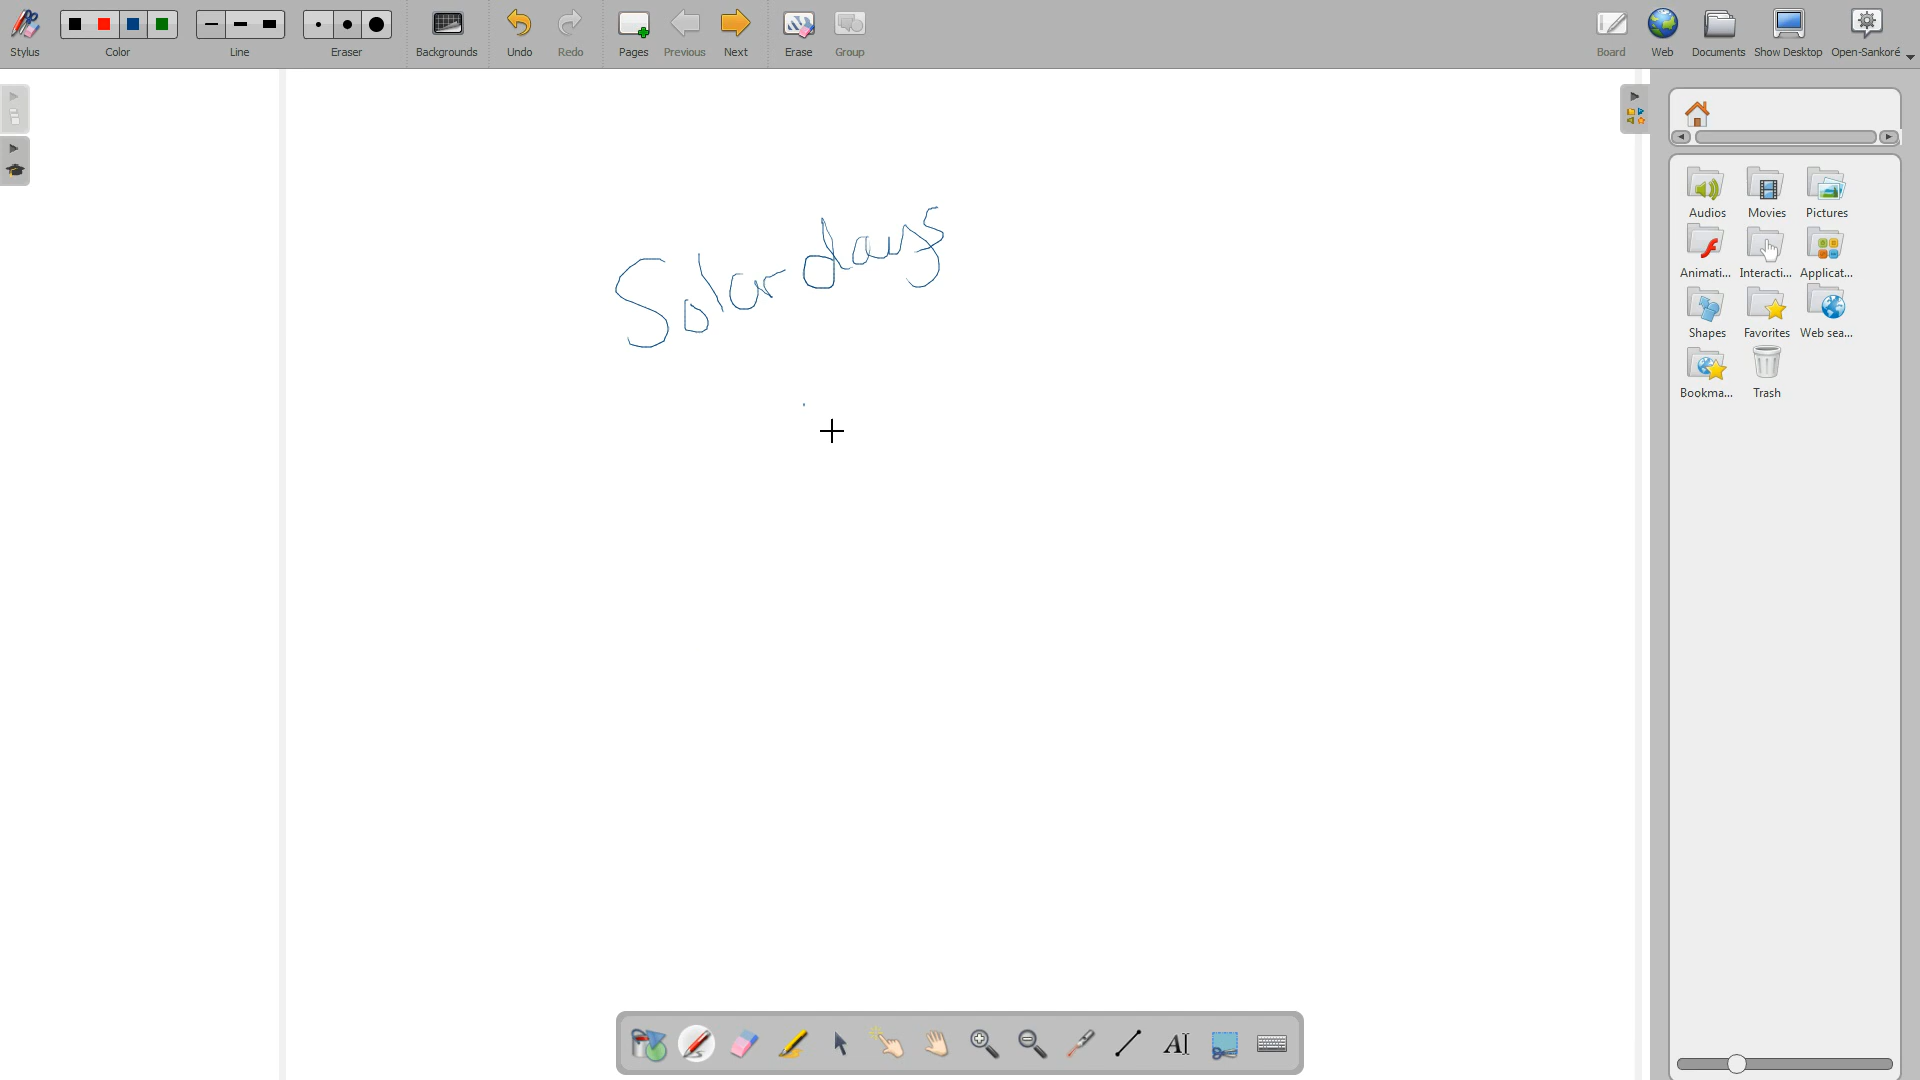 Stylus Color Line Eraser Backgrounds Undo Redo Pages Previous Next Erase Group Board Web Documents Show Desktop Open-Sankoré
Solar days
Audios Movies Pictures
Animati... Interacti... Applicat...
Shapes Favorites Web sea...
Bookma... Trash
AI